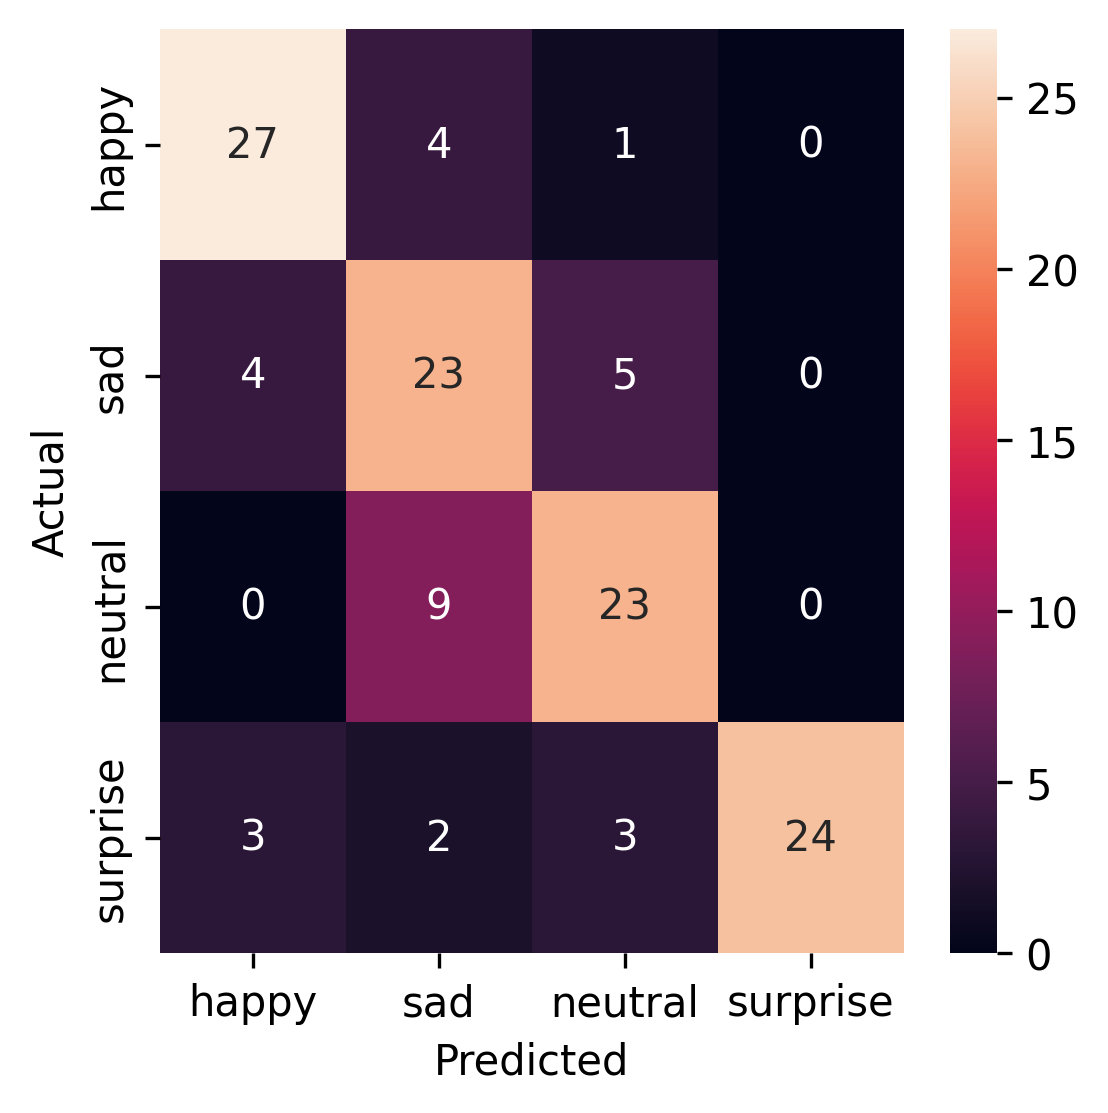 Actual
happy
27 4 1 0
sad
4 23 5 0
neutral
0 9 23 0
surprise
3 2 3 24
happy sad neutral surprise
Predicted
25
20
15
10
5
0